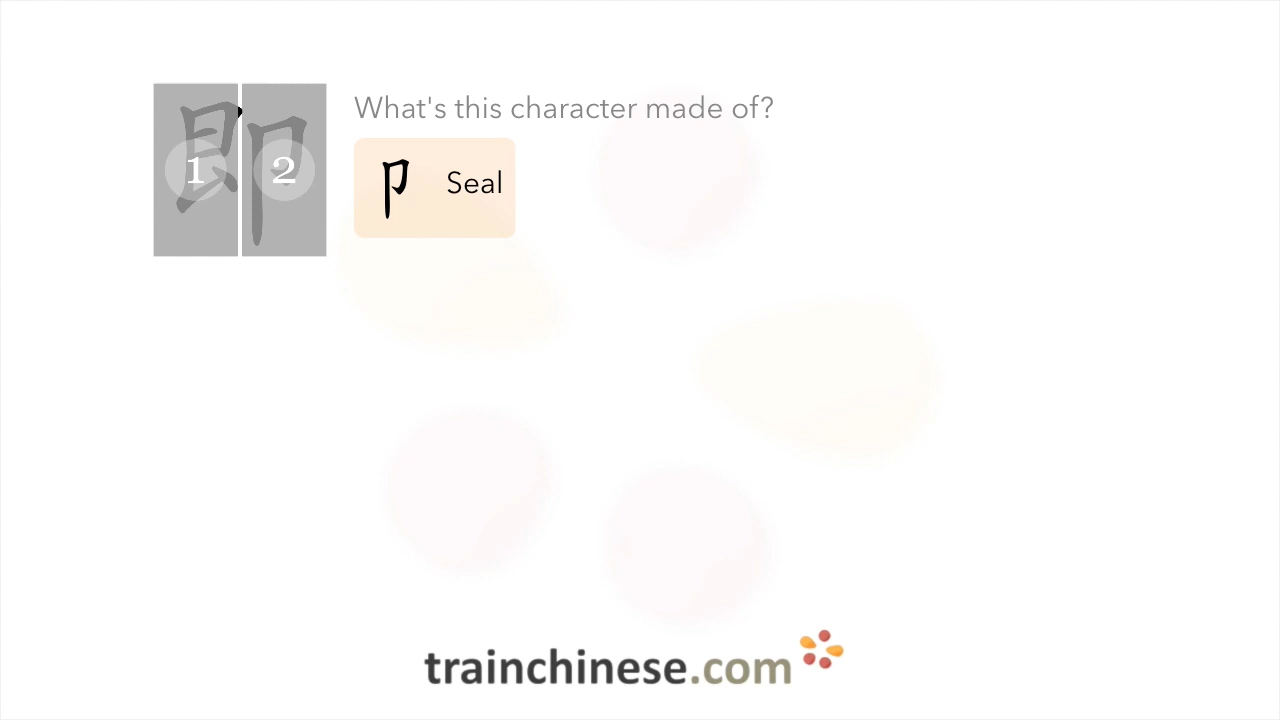 即
1 2
What's this character made of?
卩 Seal
trainchinese.com